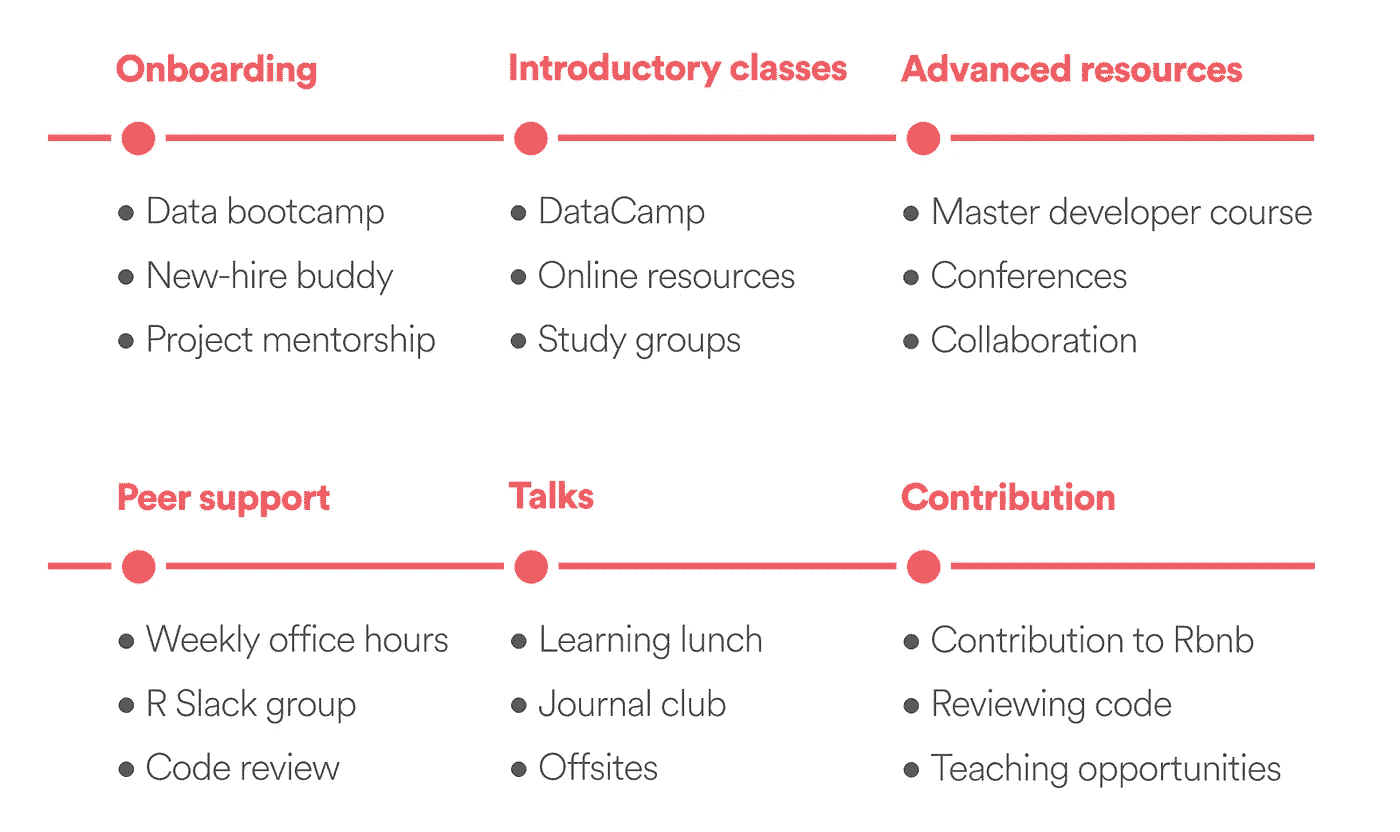 Onboarding
• Data bootcamp
• New-hire buddy
• Project mentorship
Introductory classes
• DataCamp
• Online resources
• Study groups
Advanced resources
• Master developer course
• Conferences
• Collaboration
Peer support
• Weekly office hours
• R Slack group
• Code review
Talks
• Learning lunch
• Journal club
• Offsites
Contribution
• Contribution to Rbnb
• Reviewing code
• Teaching opportunities